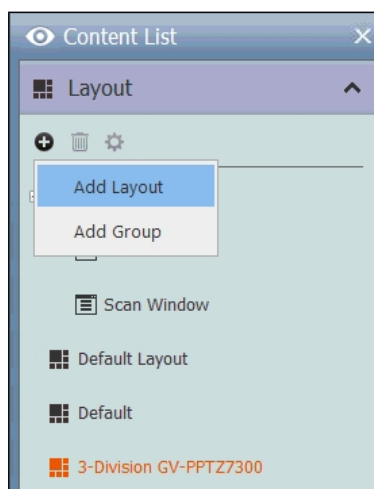 Content List
Layout
Add Layout
Add Group
Scan Window
Default Layout
Default
3-Division GV-PPTZ7300